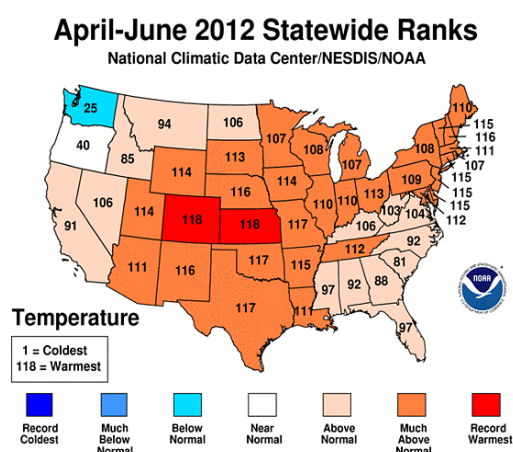 April-June 2012 Statewide Ranks
National Climatic Data Center/NESDIS/NOAA
25
94
106
107
110
115
116
111
107
115
115
115
112
40
85
114
113
108
107
108
109
106
91
114
118
116
118
114
117
110
110
113
106
103
104
111
116
117
117
115
111
112
97
92
88
81
92
97
NOAA
Temperature
1 = Coldest
118 = Warmest
Record
Coldest
Much
Below
Normal
Below
Normal
Near
Normal
Above
Normal
Much
Above
Normal
Record
Warmest